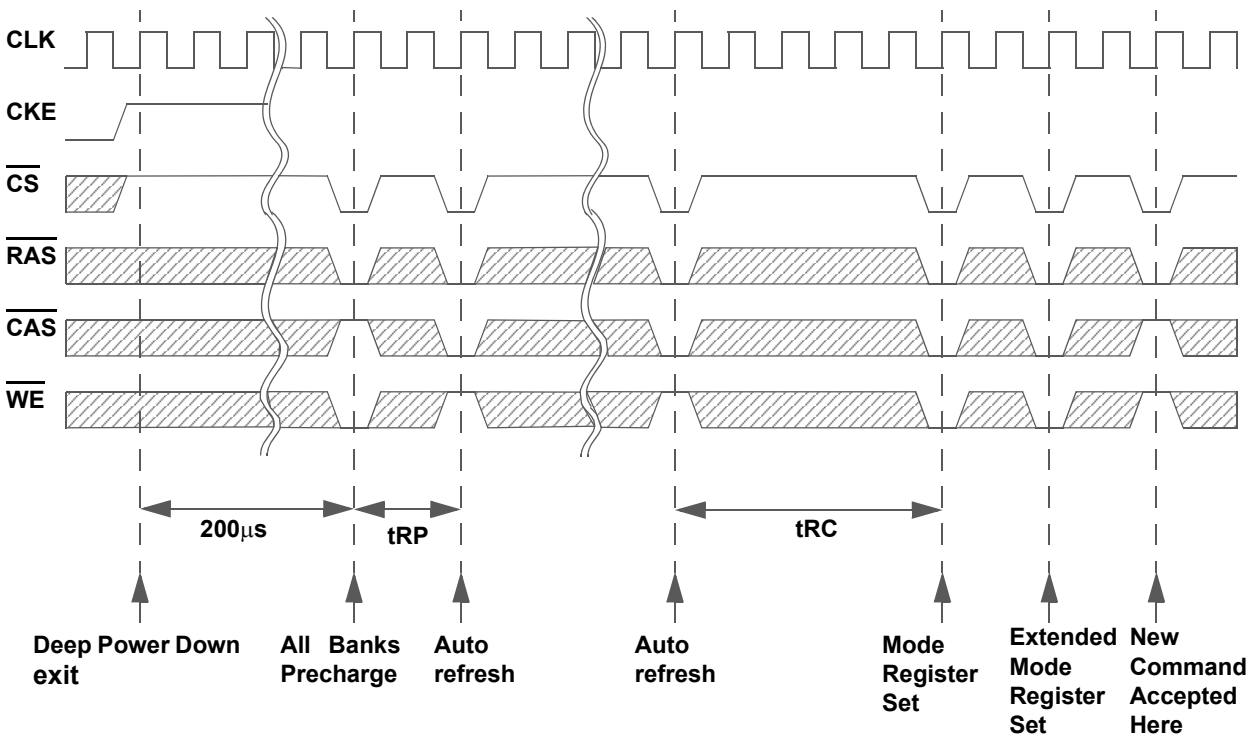 CLK
CKE
CS
RAS
CAS
WE
200μs
tRP
tRC
Deep Power Down
exit
All Banks
Precharge
Auto
refresh
Auto
refresh
Mode
Register
Set
Extended
Mode
Register
Set
New
Command
Accepted
Here